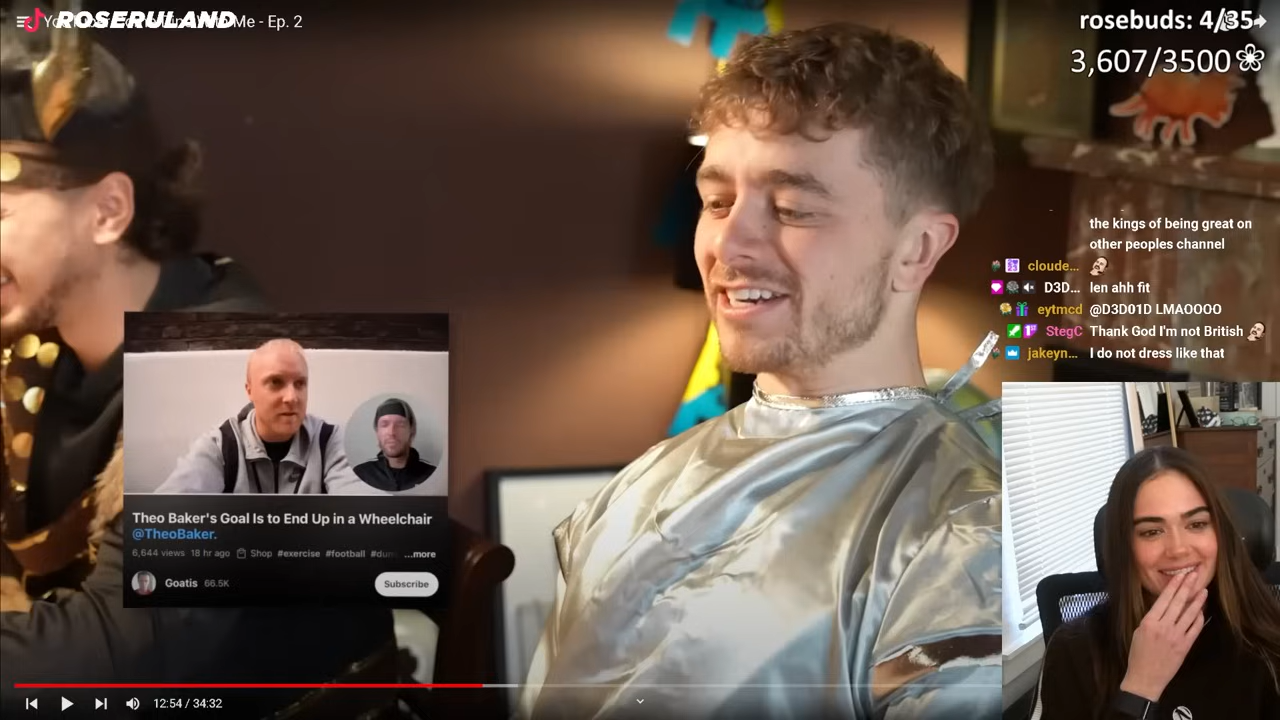 ROSERULAND
Me - Ep. 2
rosebuds: 4/35
3,607/3500
the kings of being great on
other peoples channel
cloude...
D3D... len ahh fit
eytmcd @D3D01D LMAOOOO
StegC Thank God I'm not British
jakeyn... I do not dress like that
Theo Baker's Goal Is to End Up in a Wheelchair
@TheoBaker.
6,644 views 18 hr ago Shop #exercise #football ...more
Goatis 66.5K Subscribe
12:54 / 34:32